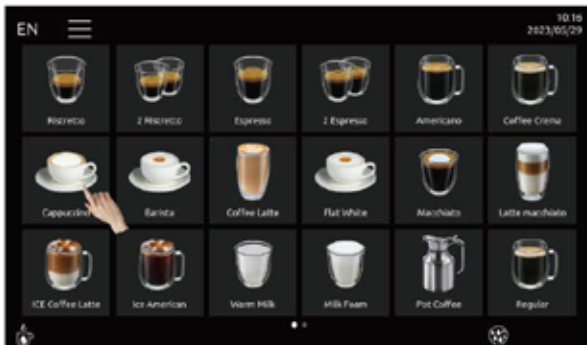 10:16
EN
2023/05/29
Ristretto
2 Ristretto
Espresso
2 Espresso
Americano
Coffee Crema
Cappuccino
Barista
Coffee Latte
Flat White
Macchiato
Latte macchiato
ICE Coffee Latte
Ice American
Warm Milk
Milk Foam
Pot Coffee
Regular